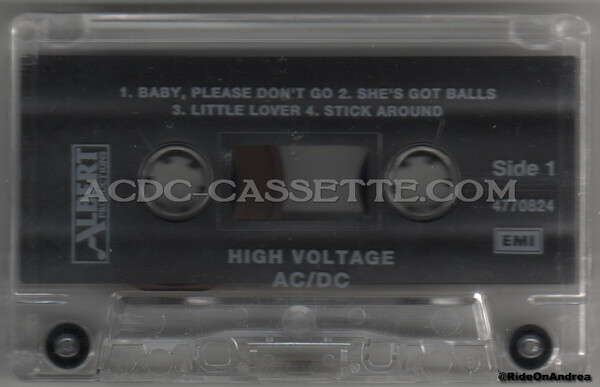 1. BABY, PLEASE DON'T GO 2. SHE'S GOT BALLS
3. LITTLE LOVER 4. STICK AROUND
ALBERT
PRODUCTIONS
Side 1
ACDC-CASSETTE.COM
4770824
EMI
HIGH VOLTAGE
AC/DC
@RideOnAndrea